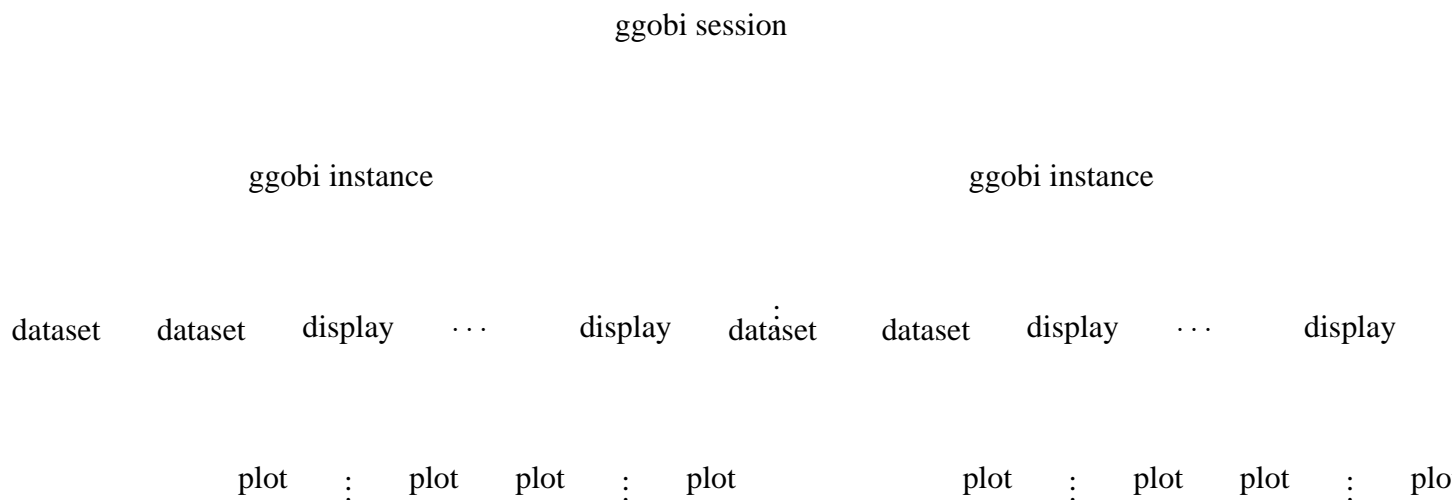 ggobi session
ggobi instance ggobi instance
dataset dataset display . . . display dataset dataset display . . . display
plot ⋮ plot plot ⋮ plot plot ⋮ plot plot ⋮ plo